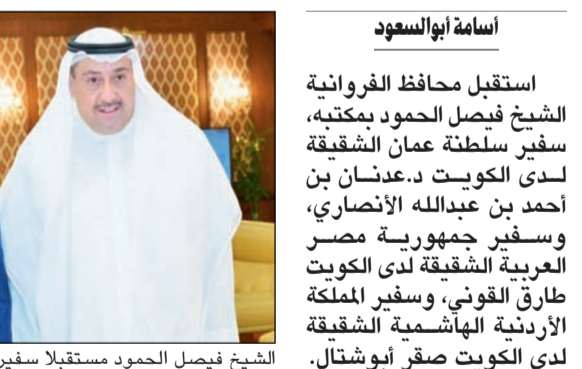 أسامة أبوالسعود
استقبل محافظ الفروانية
الشيخ فيصل الحمود بمكتبه،
سفير سلطنة عمان الشقيقة
لدى الكويت د.عدنان بن
أحمد بن عبدالله الأنصاري،
وسفير جمهورية مصر
العربية الشقيقة لدى الكويت
طارق القوني، وسفير المملكة
الأردنية الهاشمية الشقيقة
لدى الكويت صقر أبوشتال.
الشيخ فيصل الحمود مستقبلا سفير